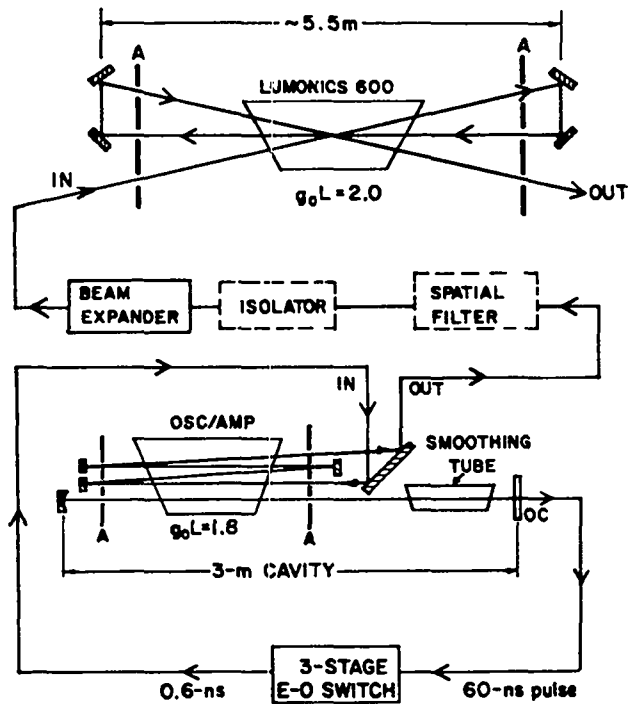 ~5.5m
A
A
LUMONICS 600
IN
OUT
g₀L=2.0
BEAM
EXPANDER
ISOLATOR
SPATIAL
FILTER
IN
OUT
OSC/AMP
SMOOTHING
TUBE
g₀L=1.8
OC
A
A
3-m CAVITY
3-STAGE
E-O SWITCH
0.6-ns
60-ns pulse